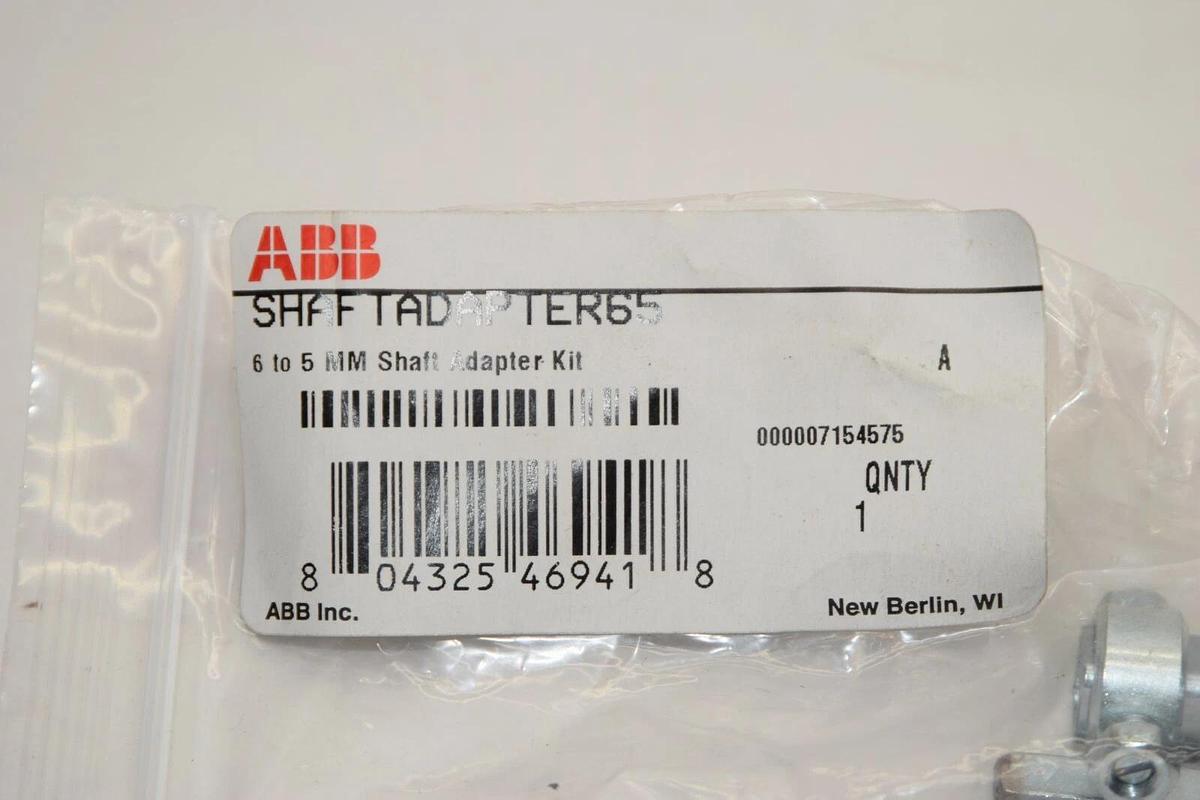 ABB
SHAFTADAPTER65
6 to 5 MM Shaft Adapter Kit
A
000007154575
QNTY
1
8 04325 46941 8
ABB Inc.
New Berlin, WI